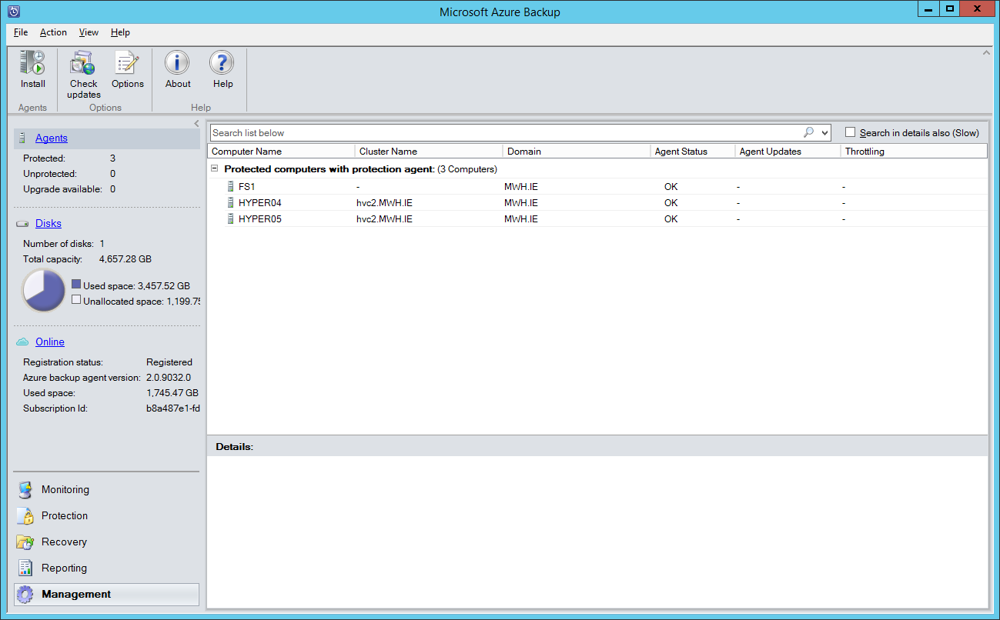 Microsoft Azure Backup
File Action View Help
Install
Check updates
Options
About
Help
Agents
Options
Help
Agents
Protected: 3
Unprotected: 0
Upgrade available: 0
Disks
Number of disks: 1
Total capacity: 4,657.28 GB
Used space: 3,457.52 GB
Unallocated space: 1,199.75
Online
Registration status: Registered
Azure backup agent version: 2.0.9032.0
Used space: 1,745.47 GB
Subscription Id: b8a487e1-fd
Monitoring
Protection
Recovery
Reporting
Management
Search list below
Search in details also (Slow)
Computer Name Cluster Name Domain Agent Status Agent Updates Throttling
Protected computers with protection agent: (3 Computers)
FS1 - MWH.IE OK - -
HYPER04 hvc2.MWH.IE MWH.IE OK - -
HYPER05 hvc2.MWH.IE MWH.IE OK - -
Details: